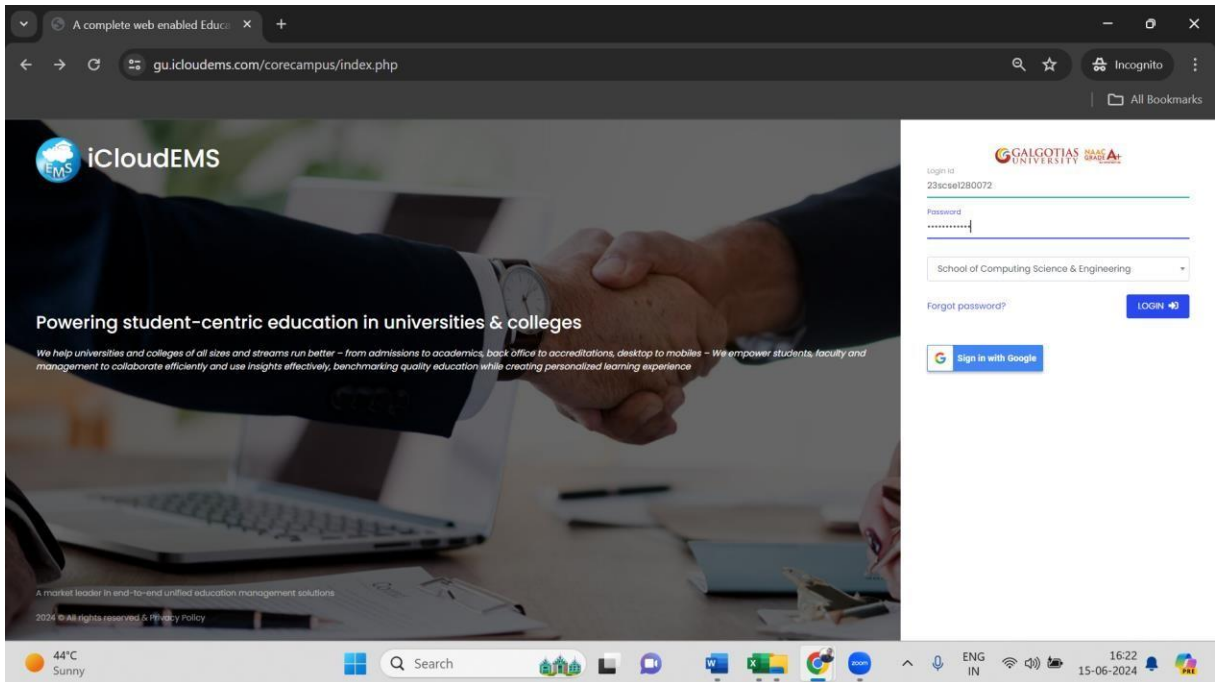 A complete web enabled Educa
gu.icloudems.com/corecampus/index.php
Incognito
All Bookmarks
EMS
iCloudEMS
Powering student-centric education in universities & colleges
We help universities and colleges of all sizes and streams run better – from admissions to academics, back office to accreditations, desktop to mobiles – We empower students, faculty and
management to collaborate efficiently and use insights effectively, benchmarking quality education while creating personalized learning experience
A market leader in end-to-end unified education management solutions
2024 © All rights reserved & Privacy Policy
GALGOTIAS
UNIVERSITY
NAAC
GRADE A+
Login Id
23scse1280072
Password
••••••••••••
School of Computing Science & Engineering
Forgot password?
LOGIN
G Sign in with Google
44°C
Sunny
Search
zoom
ENG
IN
16:22
15-06-2024
PRE